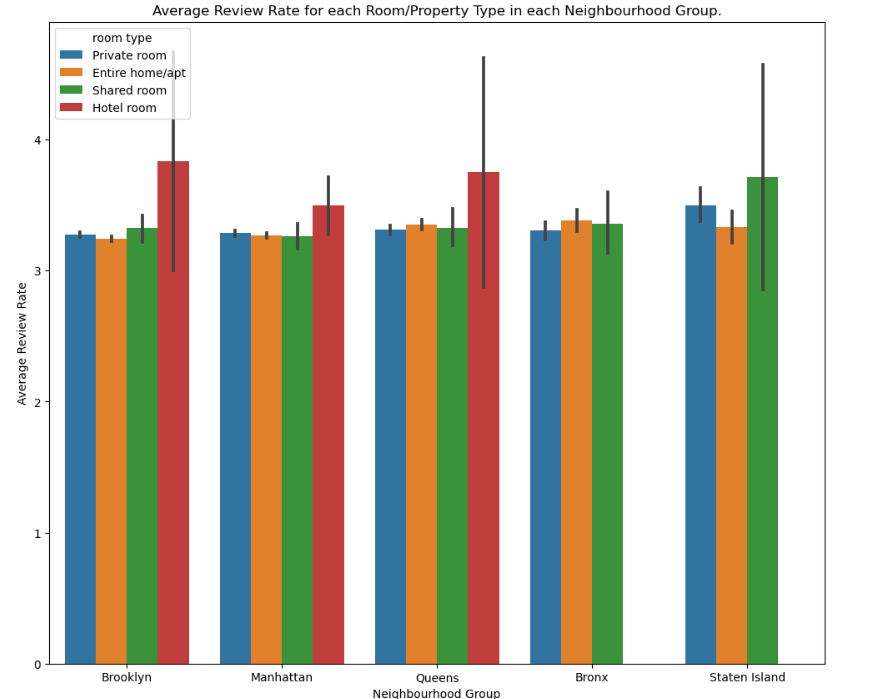 Average Review Rate for each Room/Property Type in each Neighbourhood Group.
room type
Private room
Entire home/apt
Shared room
Hotel room
Average Review Rate
4
3
2
1
0
Brooklyn Manhattan Queens Bronx Staten Island
Neighbourhood Group